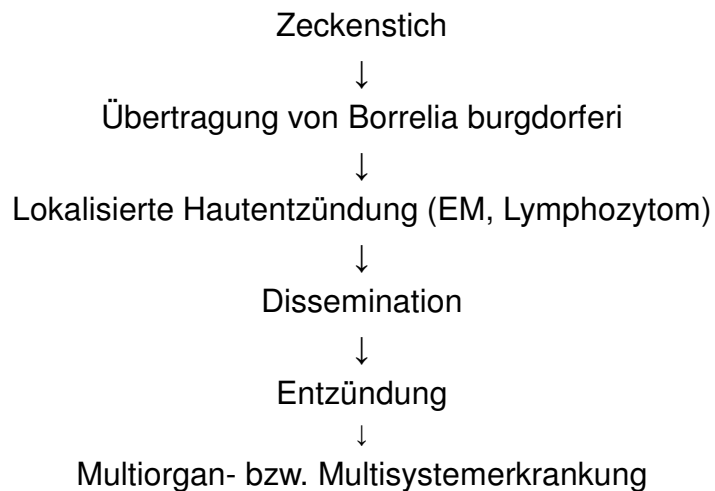 Zeckenstich
↓
Übertragung von Borrelia burgdorferi
↓
Lokalisierte Hautentzündung (EM, Lymphozytom)
↓
Dissemination
↓
Entzündung
↓
Multiorgan- bzw. Multisystemerkrankung